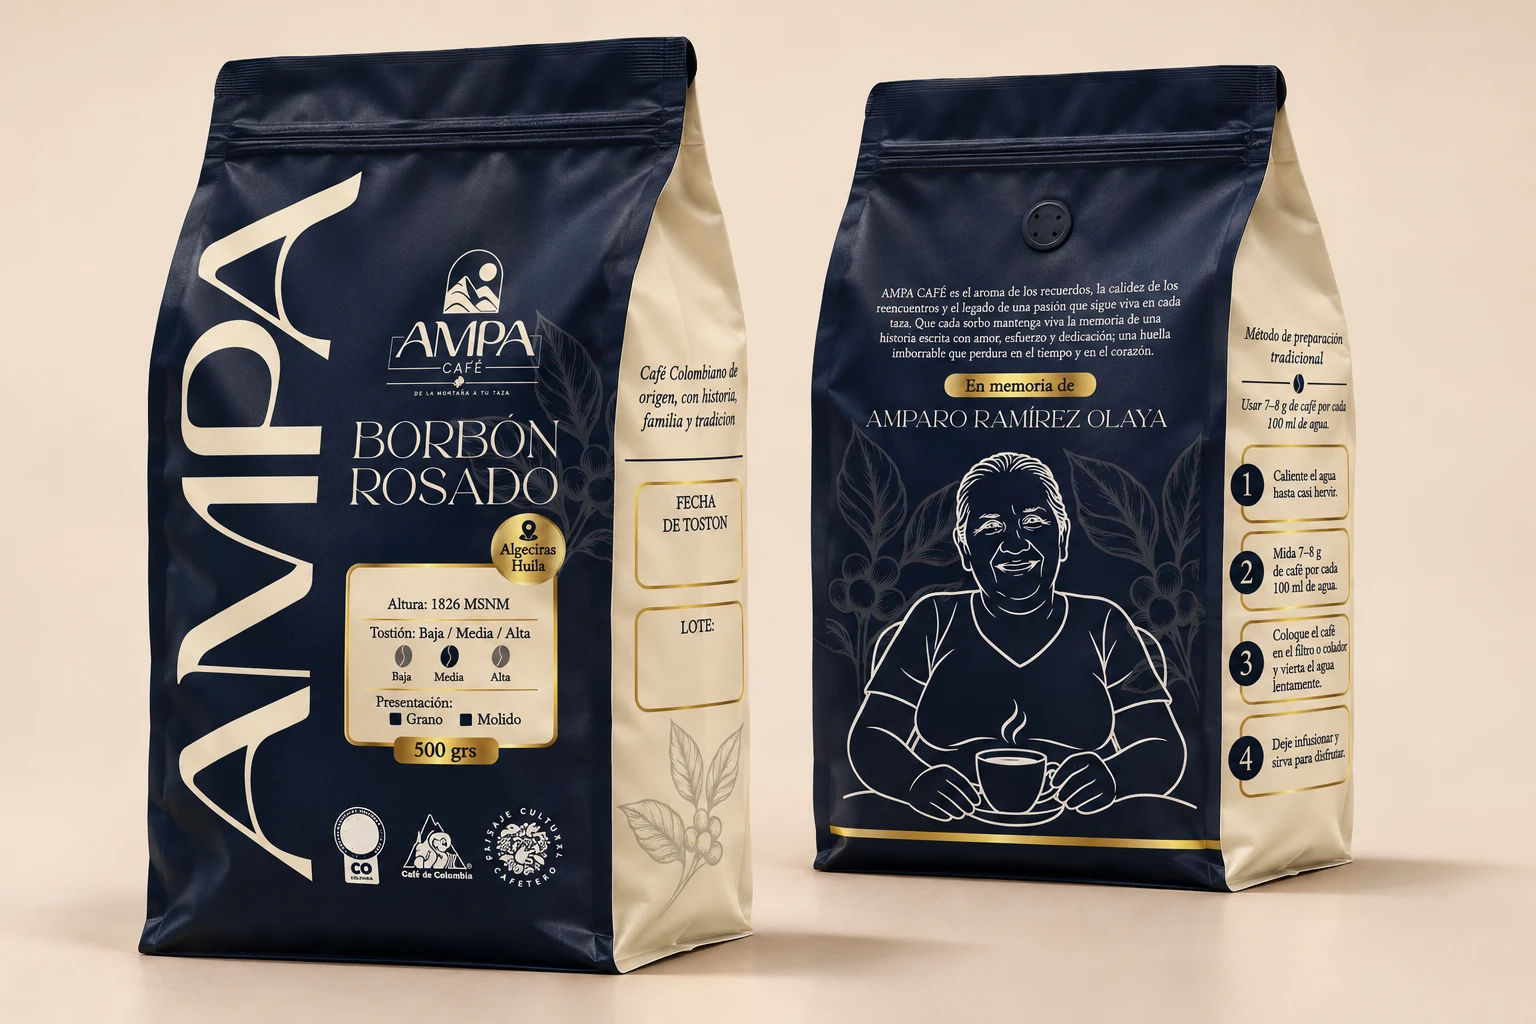 AMPA
AMPA
CAFÉ
DE LA MONTAÑA A TU TAZA
BORBÓN
ROSADO
Algeciras
Huila
Altura: 1826 MSNM
Tostión: Baja / Media / Alta
Baja Media Alta
Presentación:
Grano Molido
500 grs
CO
COLOMBIA
Café de Colombia
®
PAISAJE CULTURAL
CAFETERO
Café Colombiano de
origen, con historia,
familia y tradicion
FECHA
DE TOSTON
LOTE:
AMPA CAFÉ es el aroma de los recuerdos, la calidez de los
reencuentros y el legado de una pasión que sigue viva en cada
taza. Que cada sorbo mantenga viva la memoria de una
historia escrita con amor, esfuerzo y dedicación; una huella
imborrable que perdura en el tiempo y en el corazón.
En memoria de
AMPARO RAMÍREZ OLAYA
Método de preparación
tradicional
Usar 7–8 g de café por cada
100 ml de agua.
1
Caliente el agua
hasta casi hervir.
2
Mida 7–8 g
de café por cada
100 ml de agua.
3
Coloque el café
en el filtro o colador
y vierta el agua
lentamente.
4
Deje infusionar y
sirva para disfrutar.